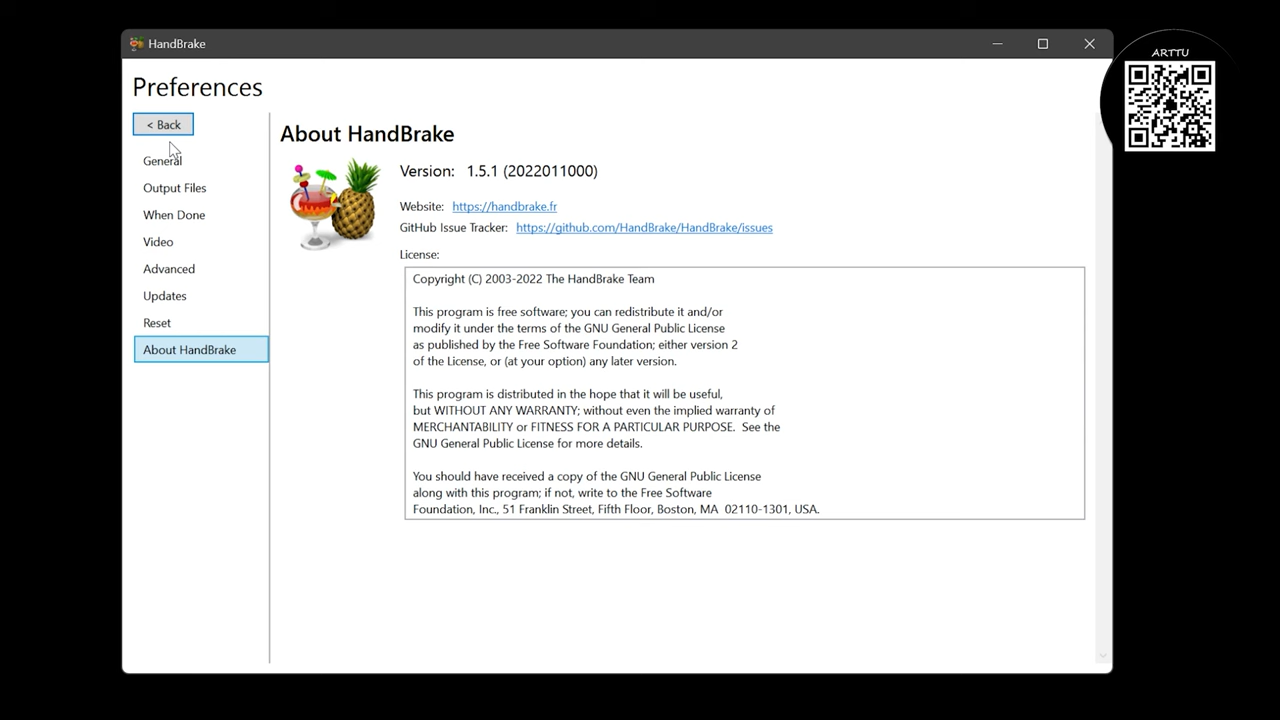 HandBrake
ARTTU
Preferences
< Back
General
Output Files
When Done
Video
Advanced
Updates
Reset
About HandBrake
About HandBrake
Version: 1.5.1 (2022011000)
Website: https://handbrake.fr
GitHub Issue Tracker: https://github.com/HandBrake/HandBrake/issues
License:
Copyright (C) 2003-2022 The HandBrake Team
This program is free software; you can redistribute it and/or
modify it under the terms of the GNU General Public License
as published by the Free Software Foundation; either version 2
of the License, or (at your option) any later version.
This program is distributed in the hope that it will be useful,
but WITHOUT ANY WARRANTY; without even the implied warranty of
MERCHANTABILITY or FITNESS FOR A PARTICULAR PURPOSE. See the
GNU General Public License for more details.
You should have received a copy of the GNU General Public License
along with this program; if not, write to the Free Software
Foundation, Inc., 51 Franklin Street, Fifth Floor, Boston, MA 02110-1301, USA.